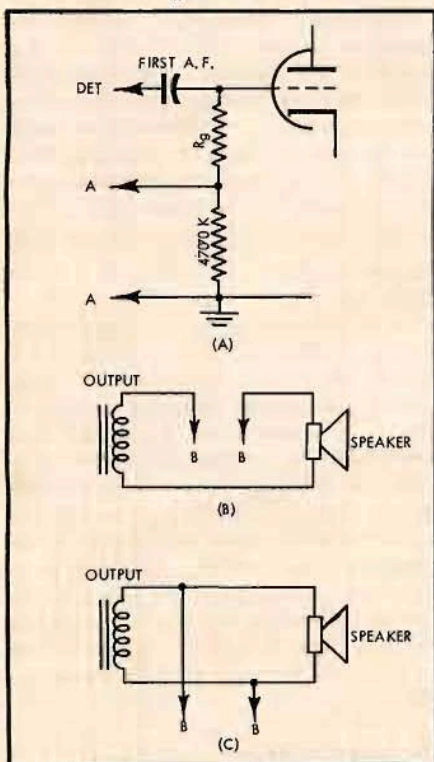 FIRST A.F.
DET
Rg
A
4700 K
A
(A)
OUTPUT
B
B
SPEAKER
(B)
OUTPUT
SPEAKER
B
B
(C)